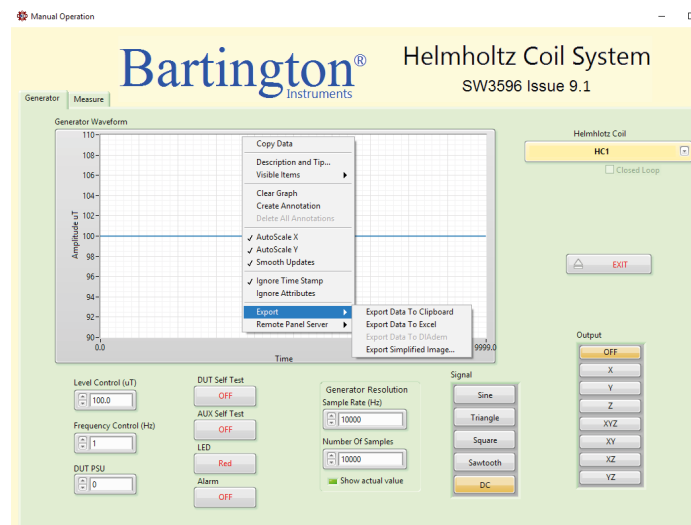 Manual Operation
Bartington®
Instruments
Helmholtz Coil System
SW3596 Issue 9.1
Generator
Measure
Generator Waveform
Amplitude uT
110
108
106
104
102
100
98
96
94
92
90
0.0
9999.0
Time
Copy Data
Description and Tip...
Visible Items
Clear Graph
Create Annotation
Delete All Annotations
✓ AutoScale X
✓ AutoScale Y
✓ Smooth Updates
✓ Ignore Time Stamp
Ignore Attributes
Export
Remote Panel Server
Export Data To Clipboard
Export Data To Excel
Export Data To DIAdem
Export Simplified Image...
Helmhlotz Coil
HC1
Closed Loop
EXIT
Level Control (uT)
100.0
Frequency Control (Hz)
1
DUT PSU
0
DUT Self Test
OFF
AUX Self Test
OFF
LED
Red
Alarm
OFF
Generator Resolution
Sample Rate (Hz)
10000
Number Of Samples
10000
Show actual value
Signal
Sine
Triangle
Square
Sawtooth
DC
Output
OFF
X
Y
Z
XYZ
XY
XZ
YZ